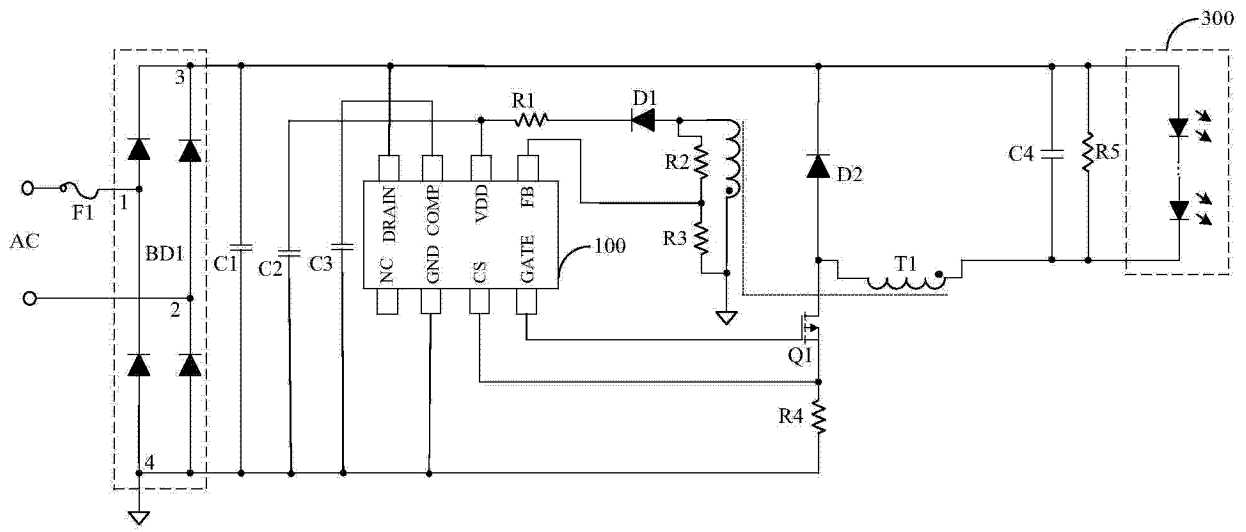 300
3
R1
D1
R2
C4
R5
D2
DRAIN
COMP
VDD
FB
F1
1
AC
BD1
C1
C2
C3
NC
GND
CS
GATE
100
R3
T1
2
Q1
R4
4